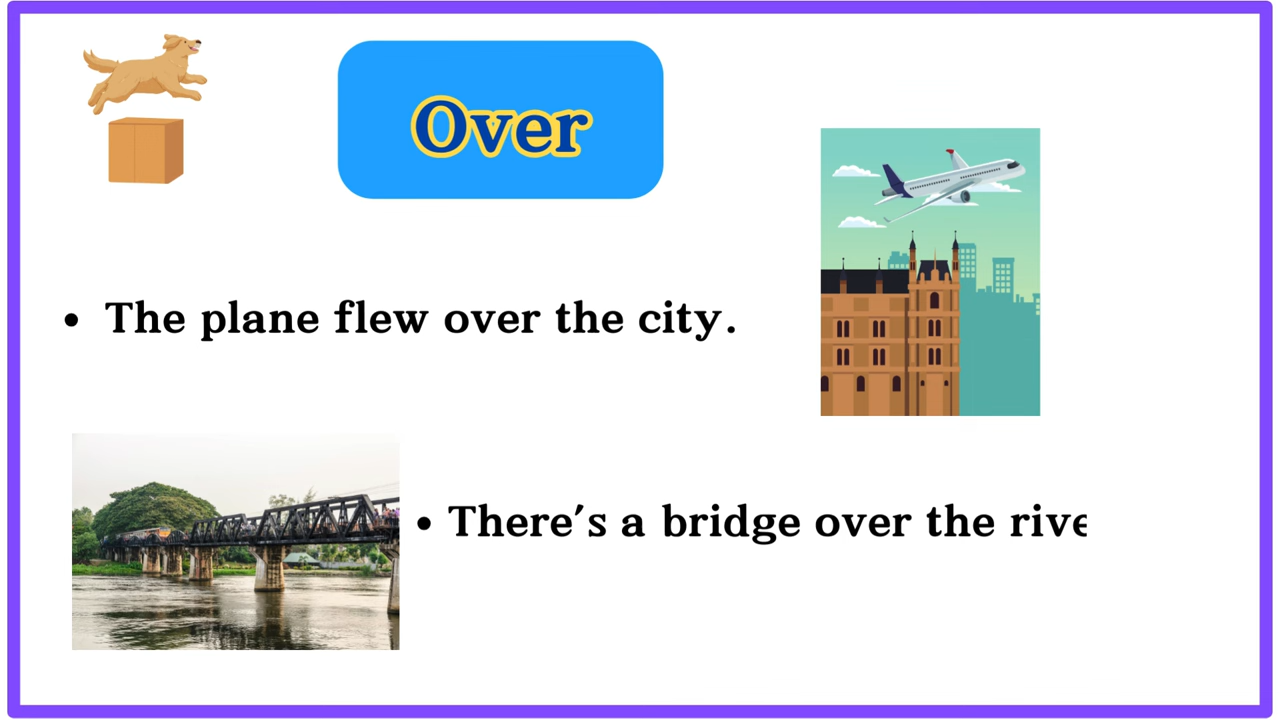 Over
• The plane flew over the city.
• There's a bridge over the rive